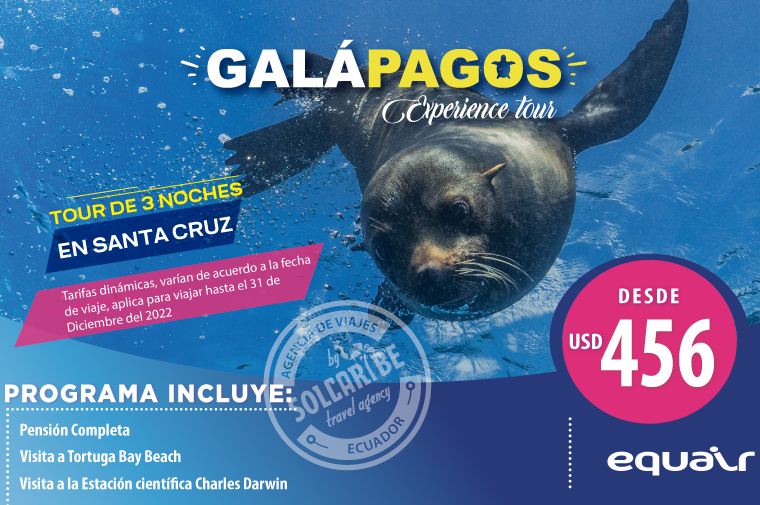 GALÁPAGOS
Experience tour
TOUR DE 3 NOCHES
EN SANTA CRUZ
Tarifas dinámicas, varían de acuerdo a la fecha
de viaje, aplica para viajar hasta el 31 de
Diciembre del 2022
DESDE
USD 456
AGENCIA DE VIAJES
by
SOLCARIBE
travel agency
ECUADOR
PROGRAMA INCLUYE:
Pensión Completa
Visita a Tortuga Bay Beach
Visita a la Estación científica Charles Darwin
equair